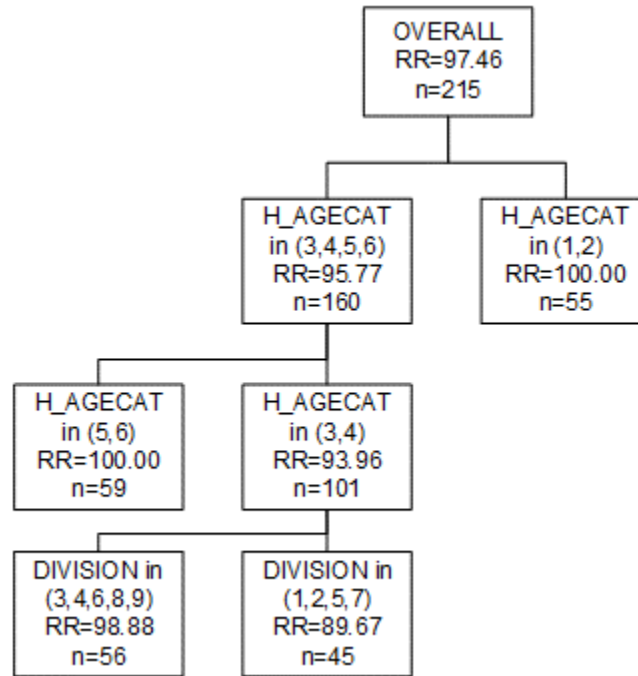 OVERALL
RR=97.46
n=215
H_AGECAT
in (3,4,5,6)
RR=95.77
n=160
H_AGECAT
in (1,2)
RR=100.00
n=55
H_AGECAT
in (5,6)
RR=100.00
n=59
H_AGECAT
in (3,4)
RR=93.96
n=101
DIVISION in
(3,4,6,8,9)
RR=98.88
n=56
DIVISION in
(1,2,5,7)
RR=89.67
n=45